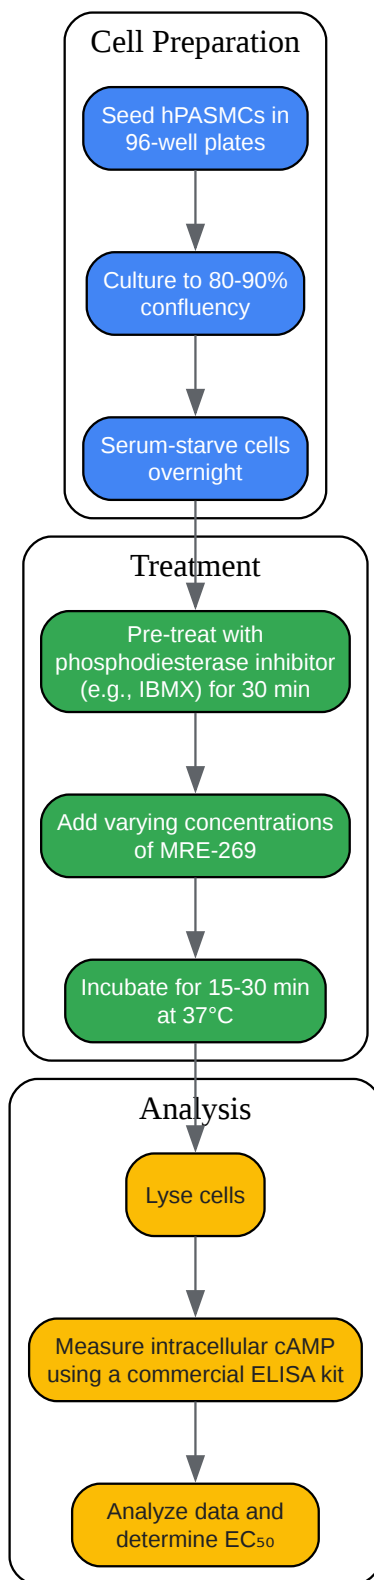 Cell Preparation
Seed hPASMCs in
96-well plates
Culture to 80-90%
confluency
Serum-starve cells
overnight
Treatment
Pre-treat with
phosphodiesterase inhibitor
(e.g., IBMX) for 30 min
Add varying concentrations
of MRE-269
Incubate for 15-30 min
at 37°C
Analysis
Lyse cells
Measure intracellular cAMP
using a commercial ELISA kit
Analyze data and
determine EC₅₀